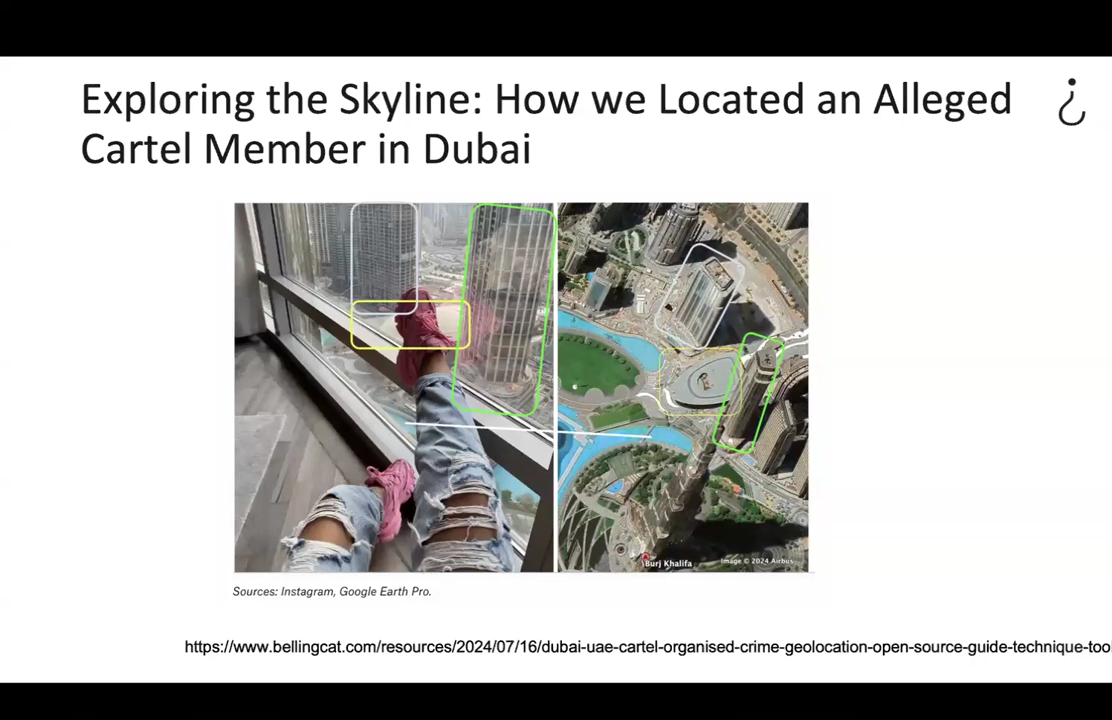 Exploring the Skyline: How we Located an Alleged
Cartel Member in Dubai
Burj Khalifa
Image © 2024 Airbus
Sources: Instagram, Google Earth Pro.
https://www.bellingcat.com/resources/2024/07/16/dubai-uae-cartel-organised-crime-geolocation-open-source-guide-technique-tool